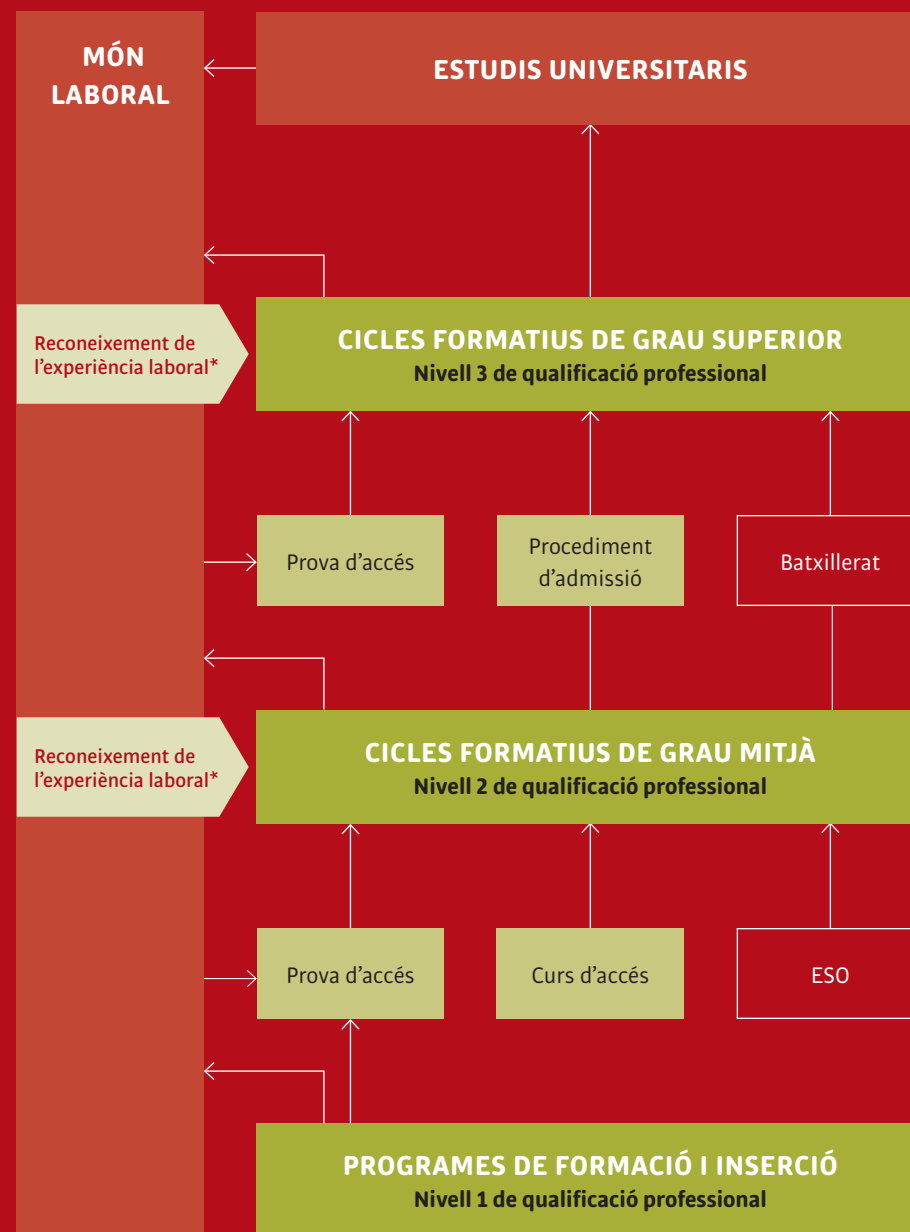 MÓN
LABORAL
ESTUDIS UNIVERSITARIS
Reconeixement de
l’experiència laboral*
CICLES FORMATIUS DE GRAU SUPERIOR
Nivell 3 de qualificació professional
Prova d’accés
Procediment
d’admissió
Batxillerat
Reconeixement de
l’experiència laboral*
CICLES FORMATIUS DE GRAU MITJÀ
Nivell 2 de qualificació professional
Prova d’accés
Curs d’accés
ESO
PROGRAMES DE FORMACIÓ I INSERCIÓ
Nivell 1 de qualificació professional